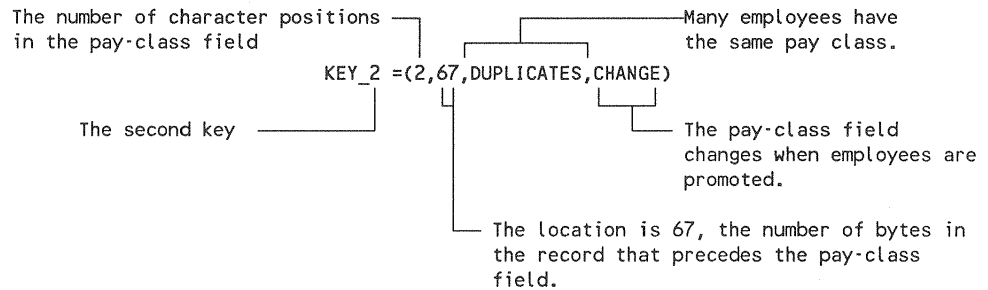 The number of character positions
in the pay-class field
Many employees have
the same pay class.
KEY_2 =(2,67,DUPLICATES,CHANGE)
The second key
The pay-class field
changes when employees are
promoted.
The location is 67, the number of bytes in
the record that precedes the pay-class
field.